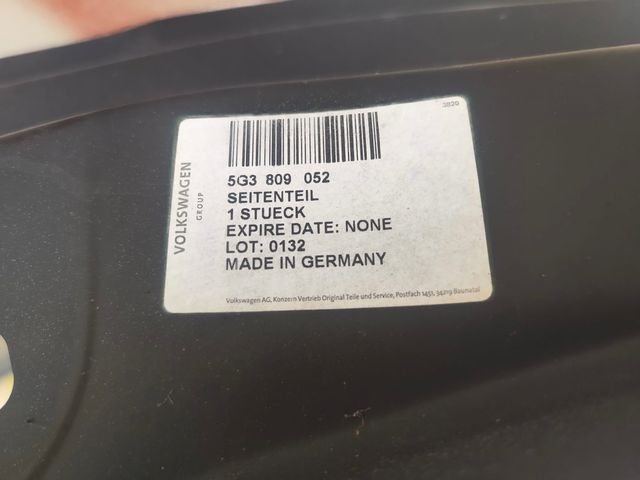 3820
VOLKSWAGEN
GROUP
5G3 809 052
SEITENTEIL
1 STUECK
EXPIRE DATE: NONE
LOT: 0132
MADE IN GERMANY
Volkswagen AG, Konzern Vertrieb Original Teile und Service, Postfach 1451, 34219 Baunatal